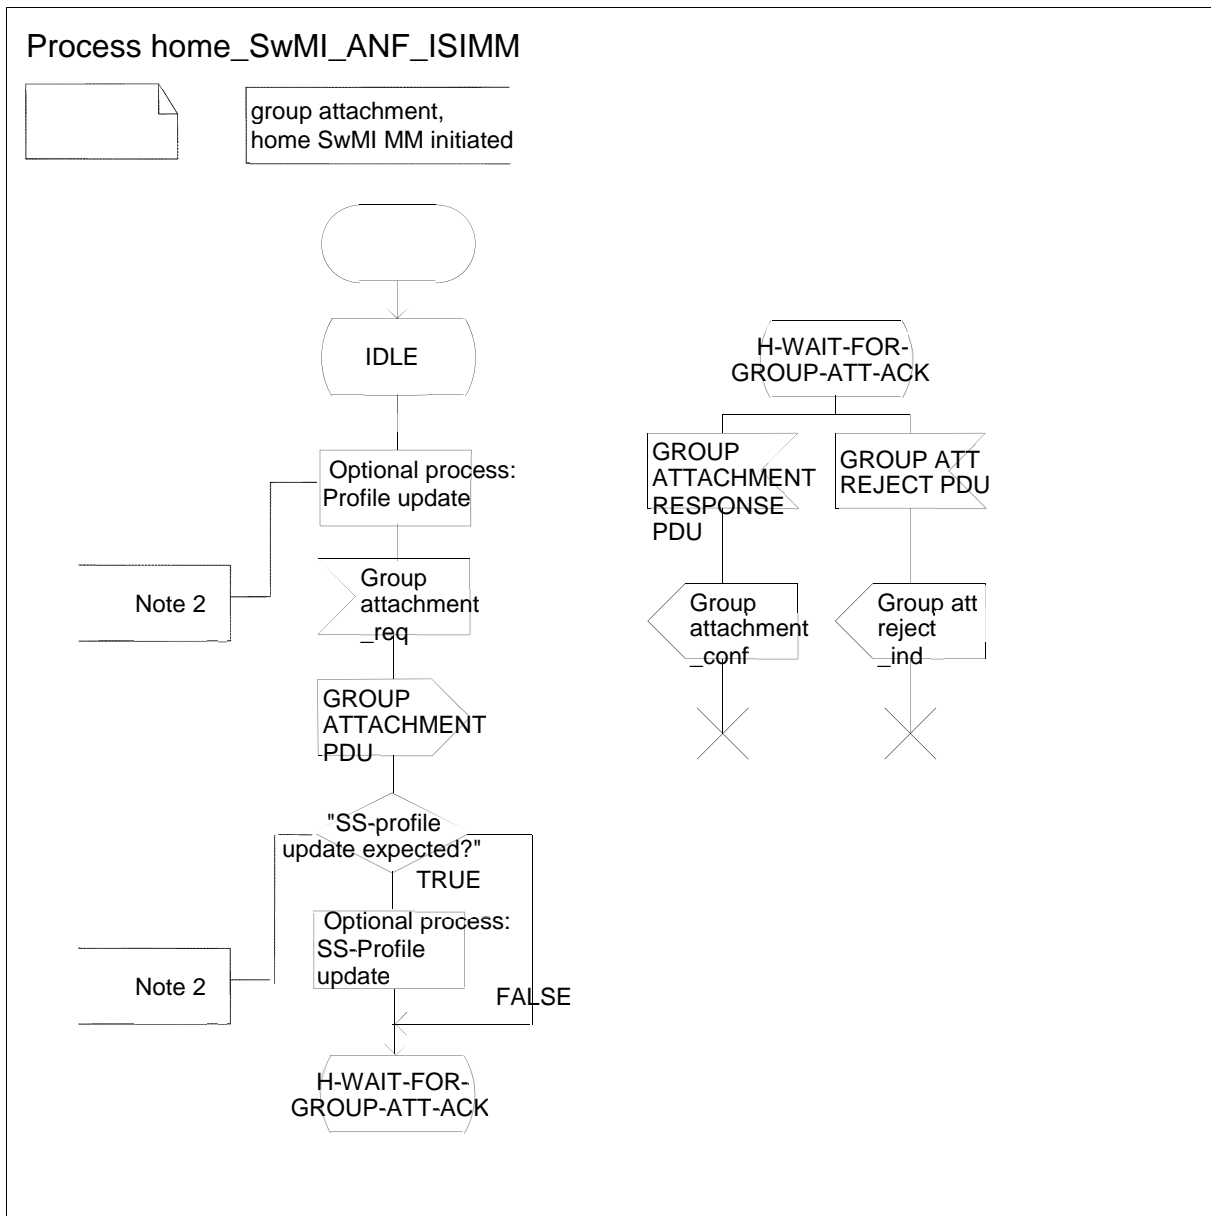 Process home_SwMI_ANF_ISIMM
group attachment,
home SwMI MM initiated
IDLE
Optional process:
Profile update
Note 2
Group
attachment
_req
GROUP
ATTACHMENT
PDU
"SS-profile
update expected?"
TRUE
Optional process:
SS-Profile
update
Note 2
FALSE
H-WAIT-FOR-
GROUP-ATT-ACK
H-WAIT-FOR-
GROUP-ATT-ACK
GROUP
ATTACHMENT
RESPONSE
PDU
GROUP ATT
REJECT PDU
Group
attachment
_conf
Group att
reject
_ind